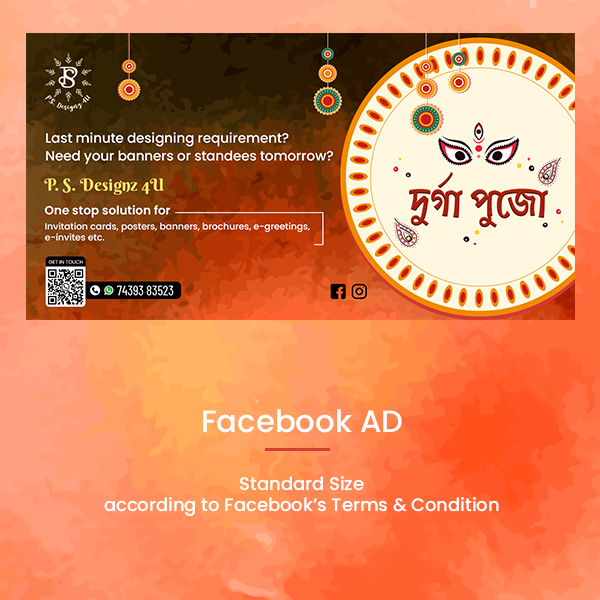 P.S. Designz 4U
Last minute designing requirement?
Need your banners or standees tomorrow?
P. S. Designz 4U
One stop solution for
Invitation cards, posters, banners, brochures, e-greetings,
e-invites etc.
GET IN TOUCH
74393 83523
দুর্গা পুজো
Facebook AD
Standard Size
according to Facebook’s Terms & Condition